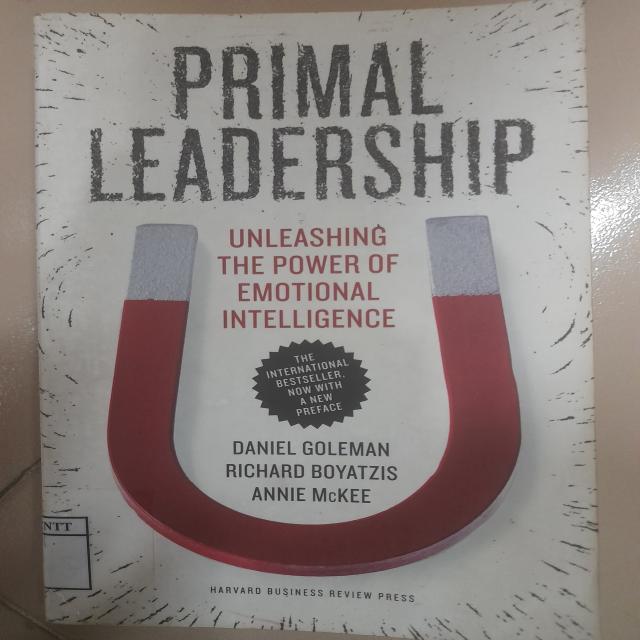 PRIMAL
LEADERSHIP
UNLEASHING
THE POWER OF
EMOTIONAL
INTELLIGENCE
THE
INTERNATIONAL
BESTSELLER,
NOW WITH
A NEW
PREFACE
DANIEL GOLEMAN
RICHARD BOYATZIS
ANNIE McKEE
NTT
HARVARD BUSINESS REVIEW PRESS